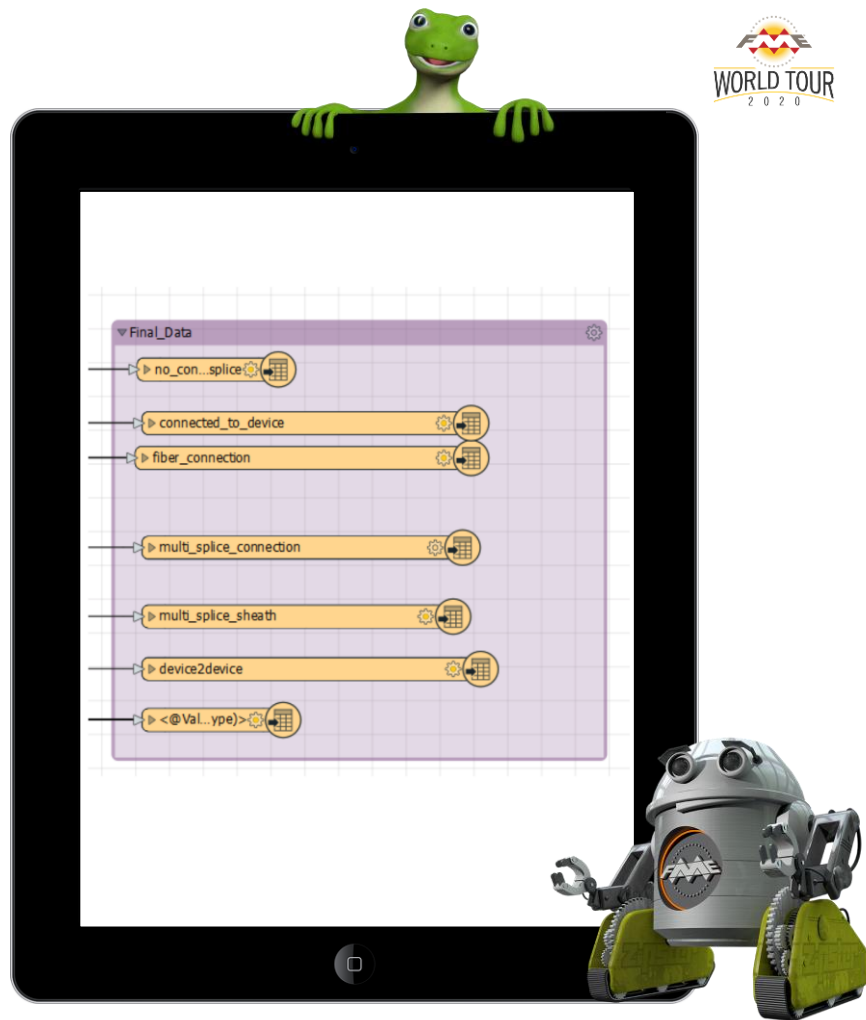 FME
WORLD TOUR
2020
Final_Data
no_con...splice
connected_to_device
fiber_connection
multi_splice_connection
multi_splice_sheath
device2device
<@Val...ype)>
FME